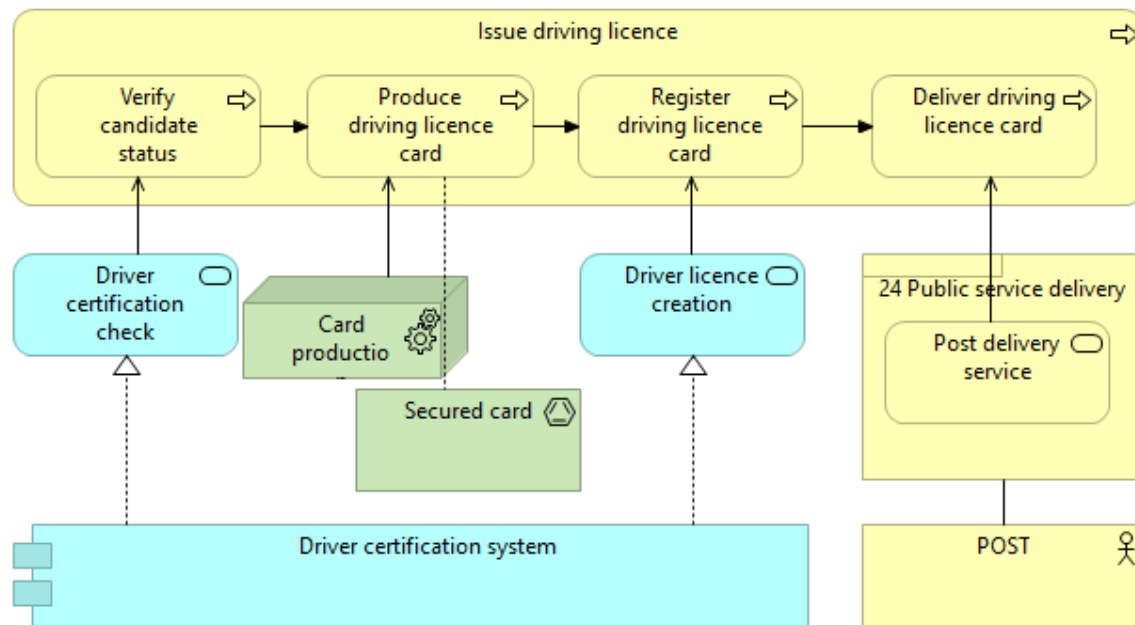 Issue driving licence
Verify
candidate
status
Produce
driving licence
card
Register
driving licence
card
Deliver driving
licence card
Driver
certification
check
Card
productio
Secured card
Driver licence
creation
24 Public service delivery
Post delivery
service
Driver certification system
POST